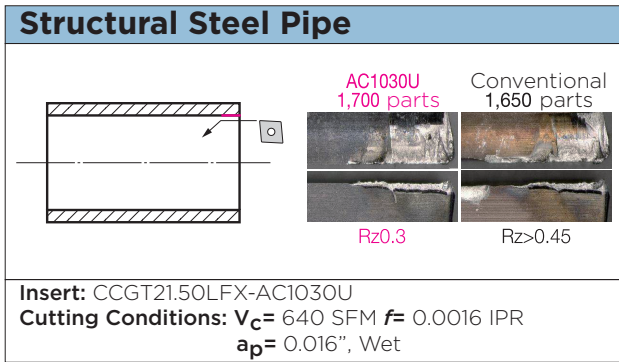 Structural Steel Pipe
AC1030U
1,700 parts
Conventional
1,650 parts
Rz0.3
Rz>0.45
Insert: CCGT21.50LFX-AC1030U
Cutting Conditions: Vc= 640 SFM f= 0.0016 IPR
ap= 0.016”, Wet